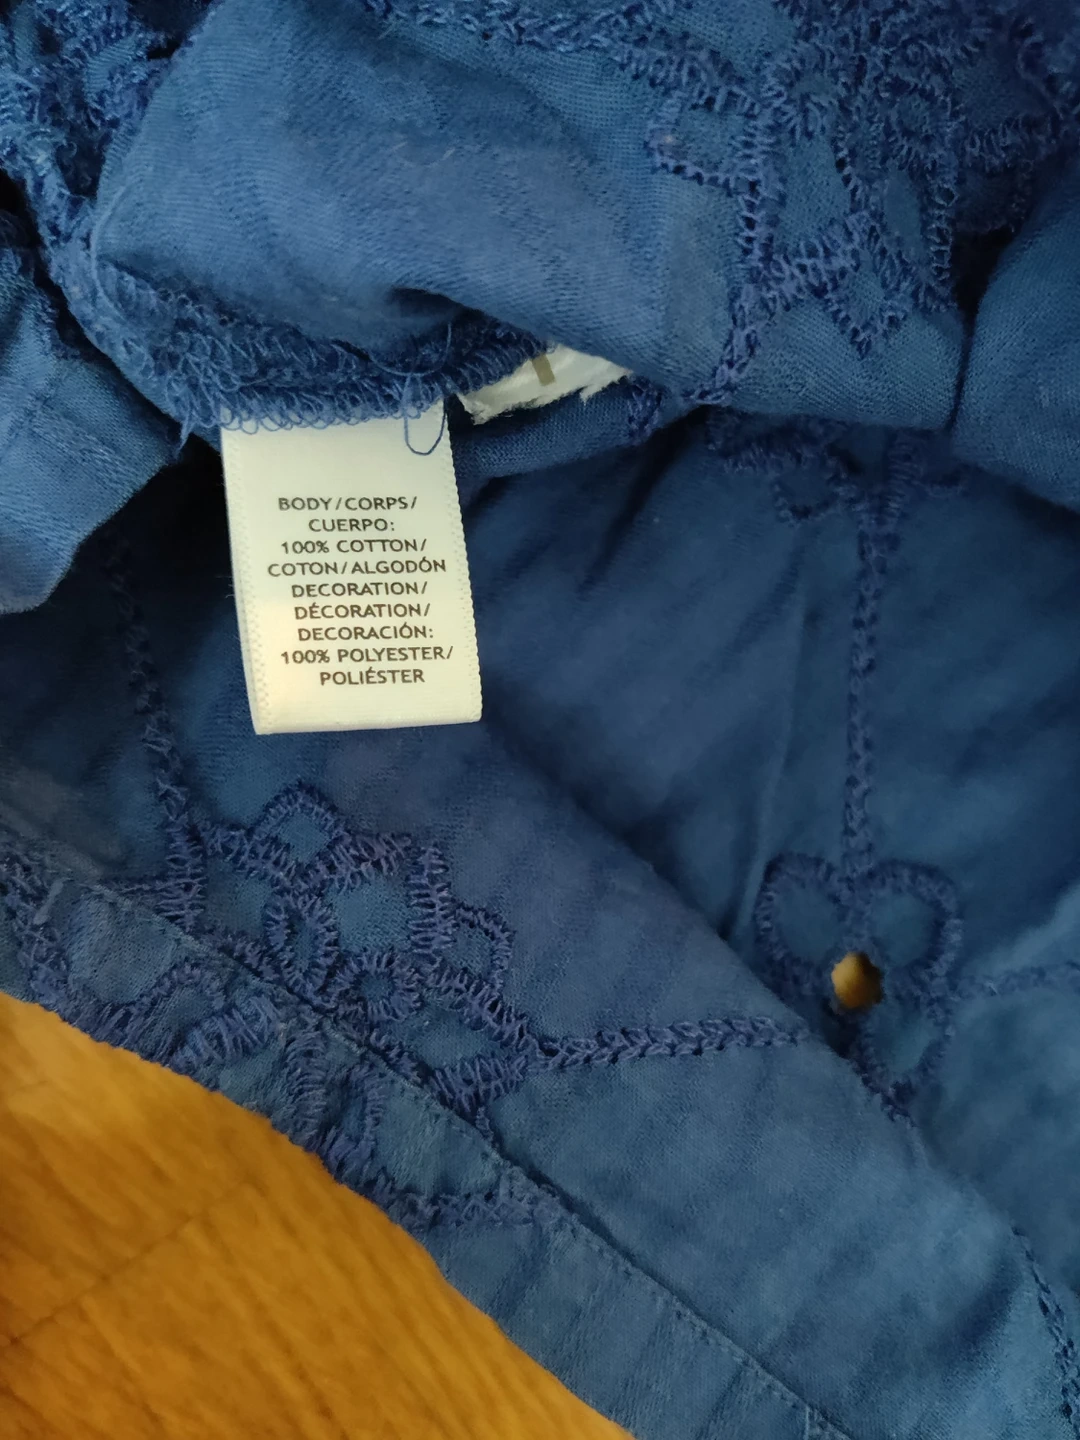 BODY/CORPS/
CUERPO:
100% COTTON/
COTON/ALGODÓN
DECORATION/
DÉCORATION/
DECORACIÓN:
100% POLYESTER/
POLIÉSTER